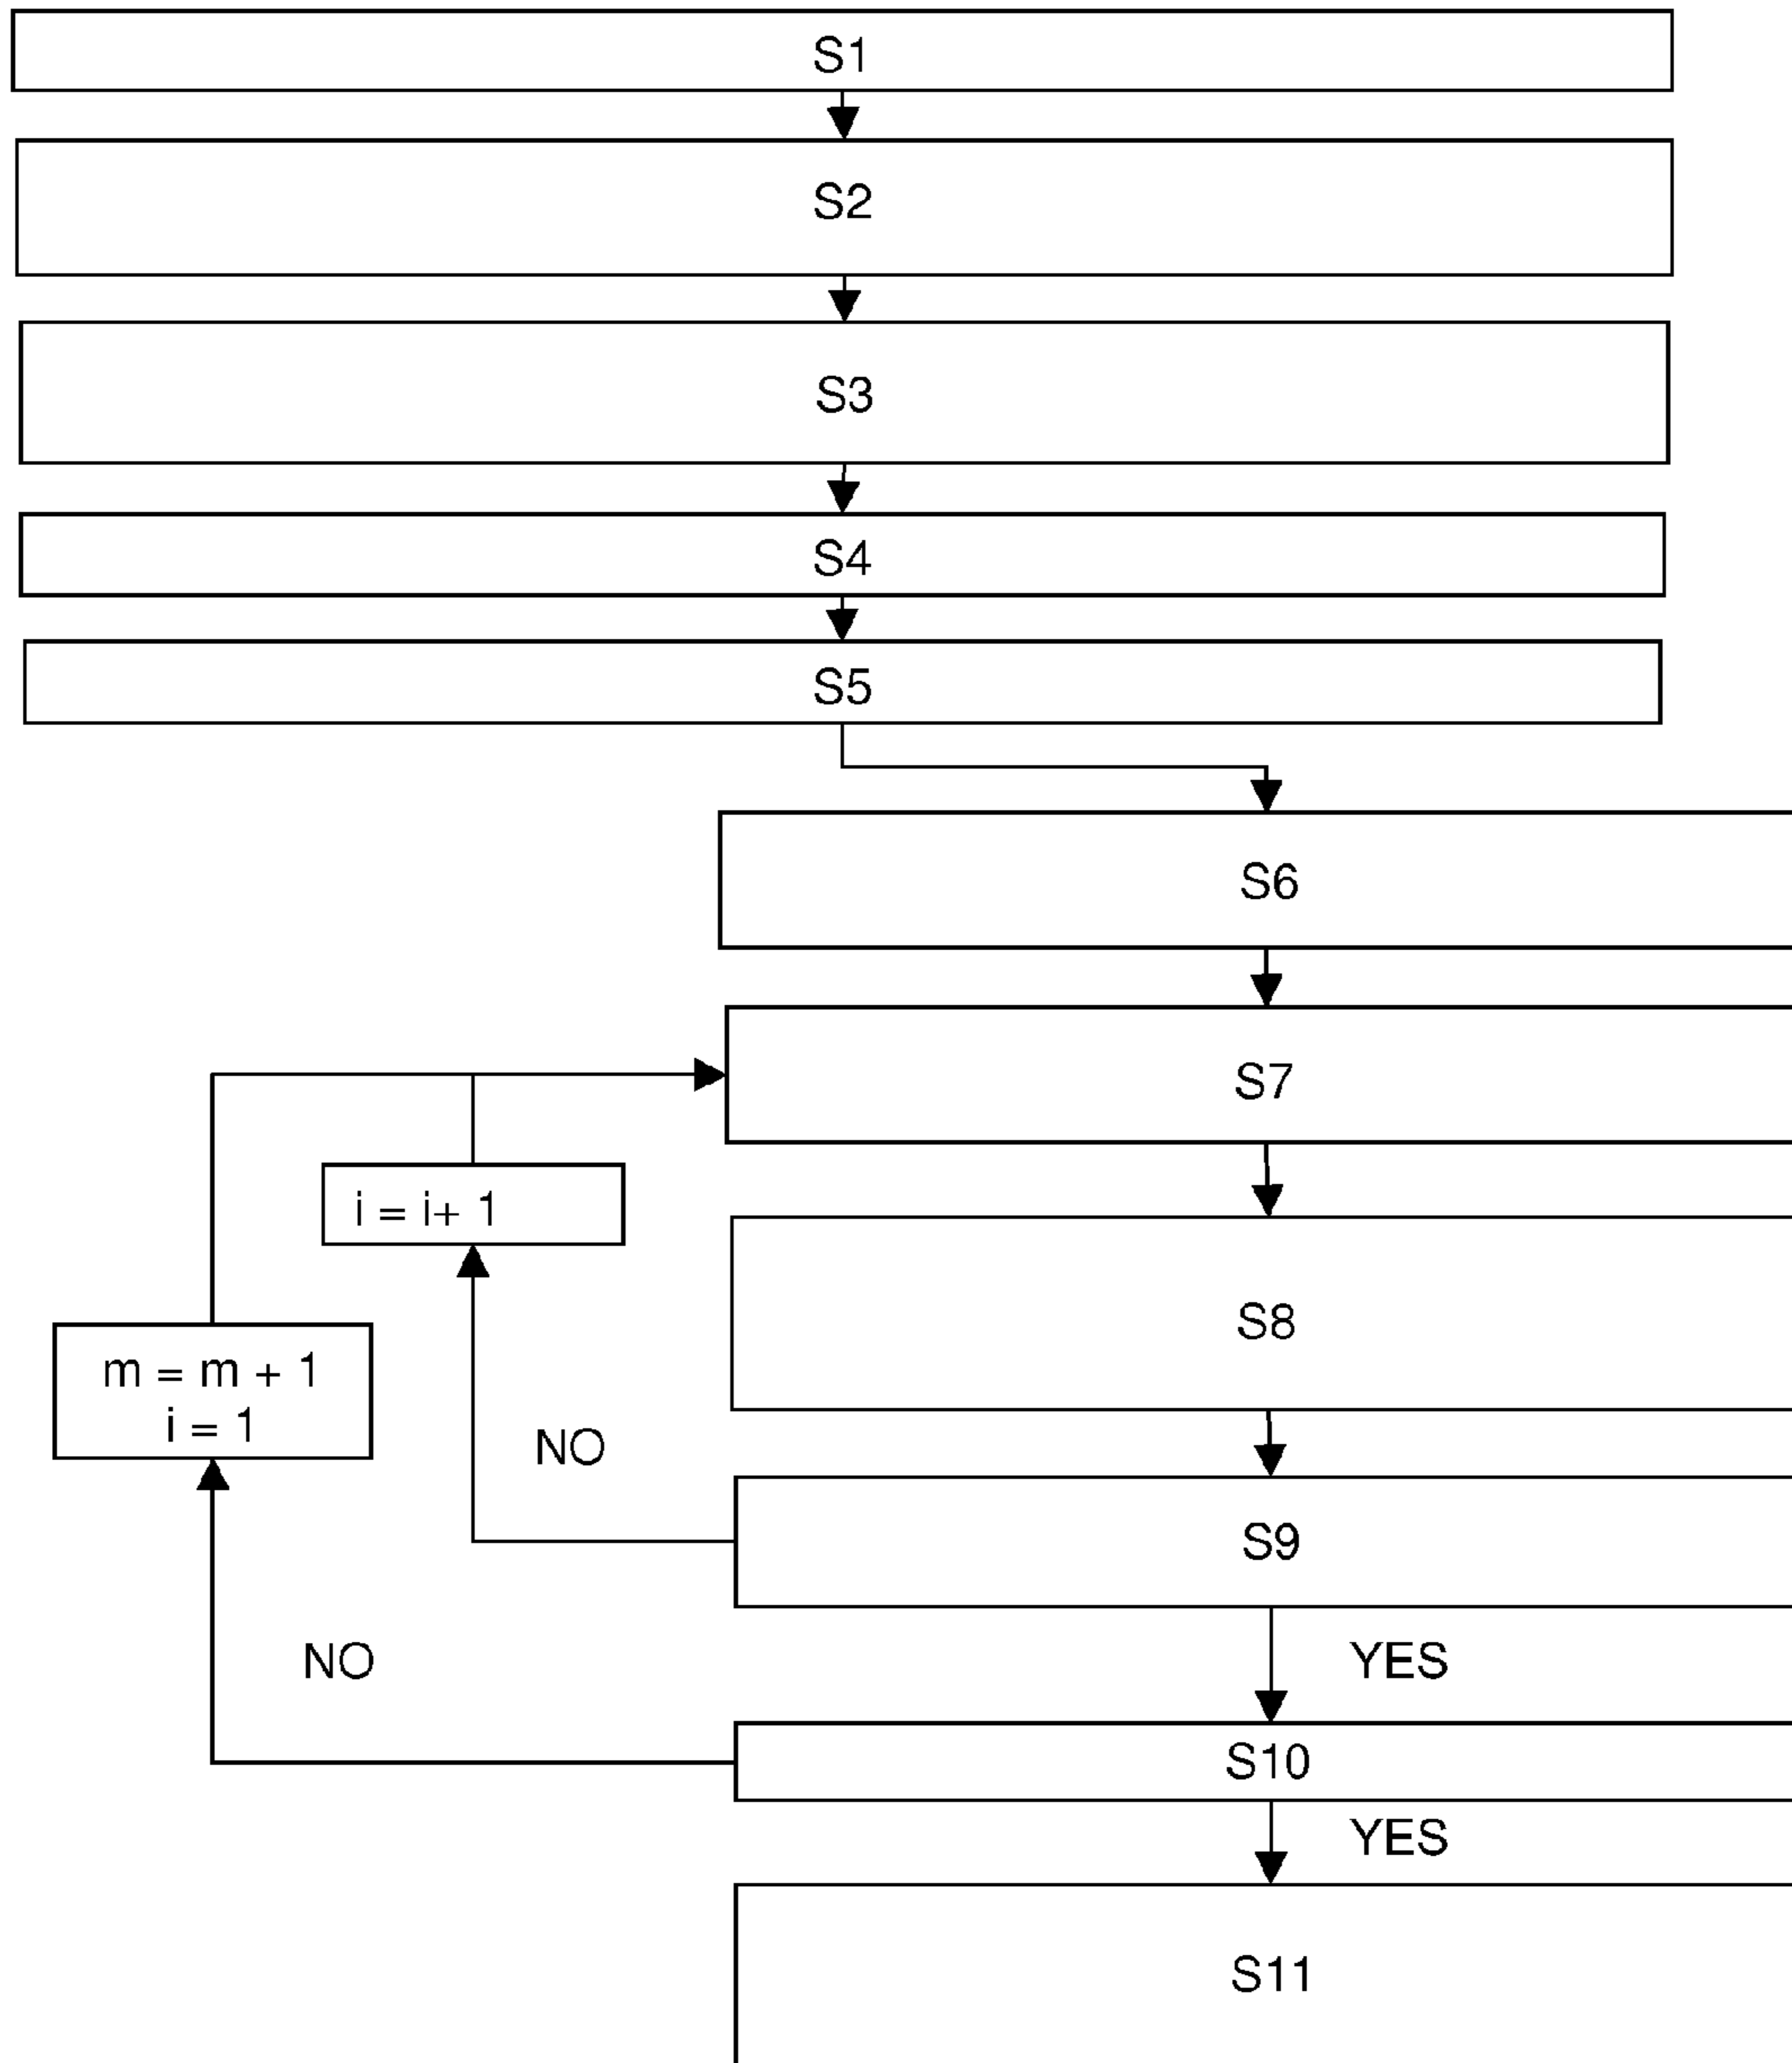 S1
S2
S3
S4
S5
S6
S7
i = i+ 1
S8
m = m + 1
i = 1
NO
S9
NO
YES
S10
YES
S11